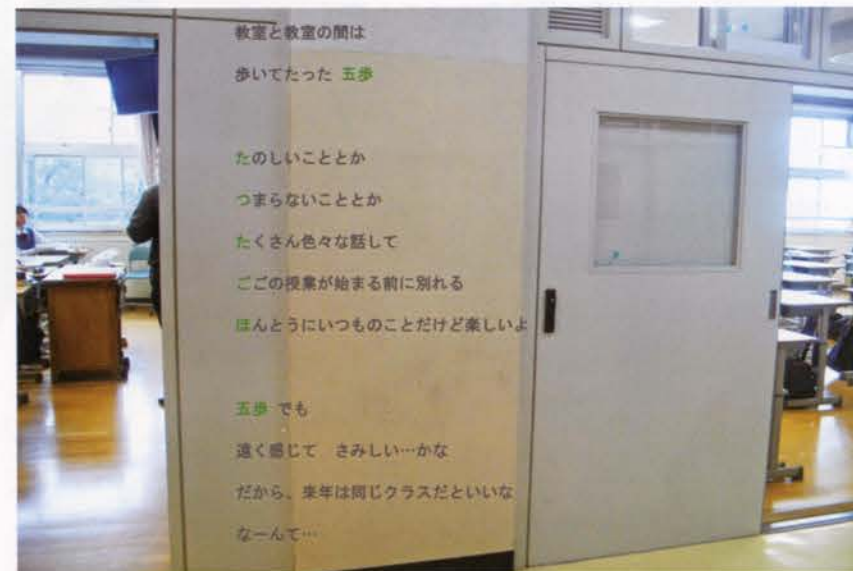 教室と教室の間は
歩いてたった 五歩
たのしいこととか
つまらないこととか
たくさん色々な話して
ごごの授業が始まる前に別れる
ほんとうにいつものことだけど楽しいよ
五歩 でも
遠く感じて　さみしい…かな
だから、来年は同じクラスだといいな
なーんて…